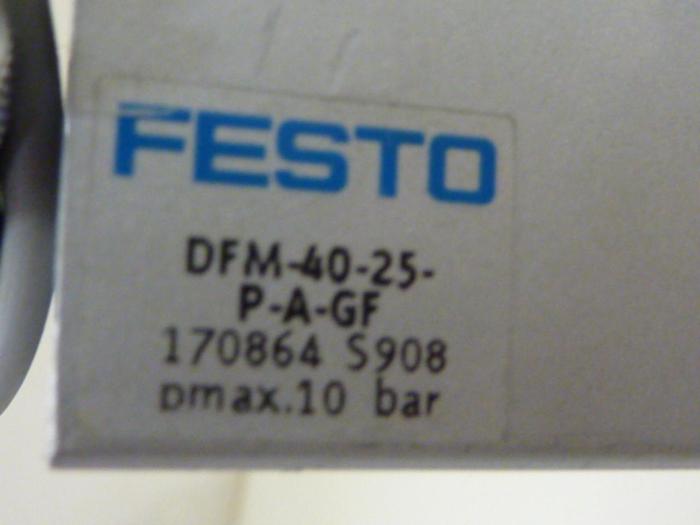 FESTO
DFM-40-25-
P-A-GF
170864 S908
pmax.10 bar